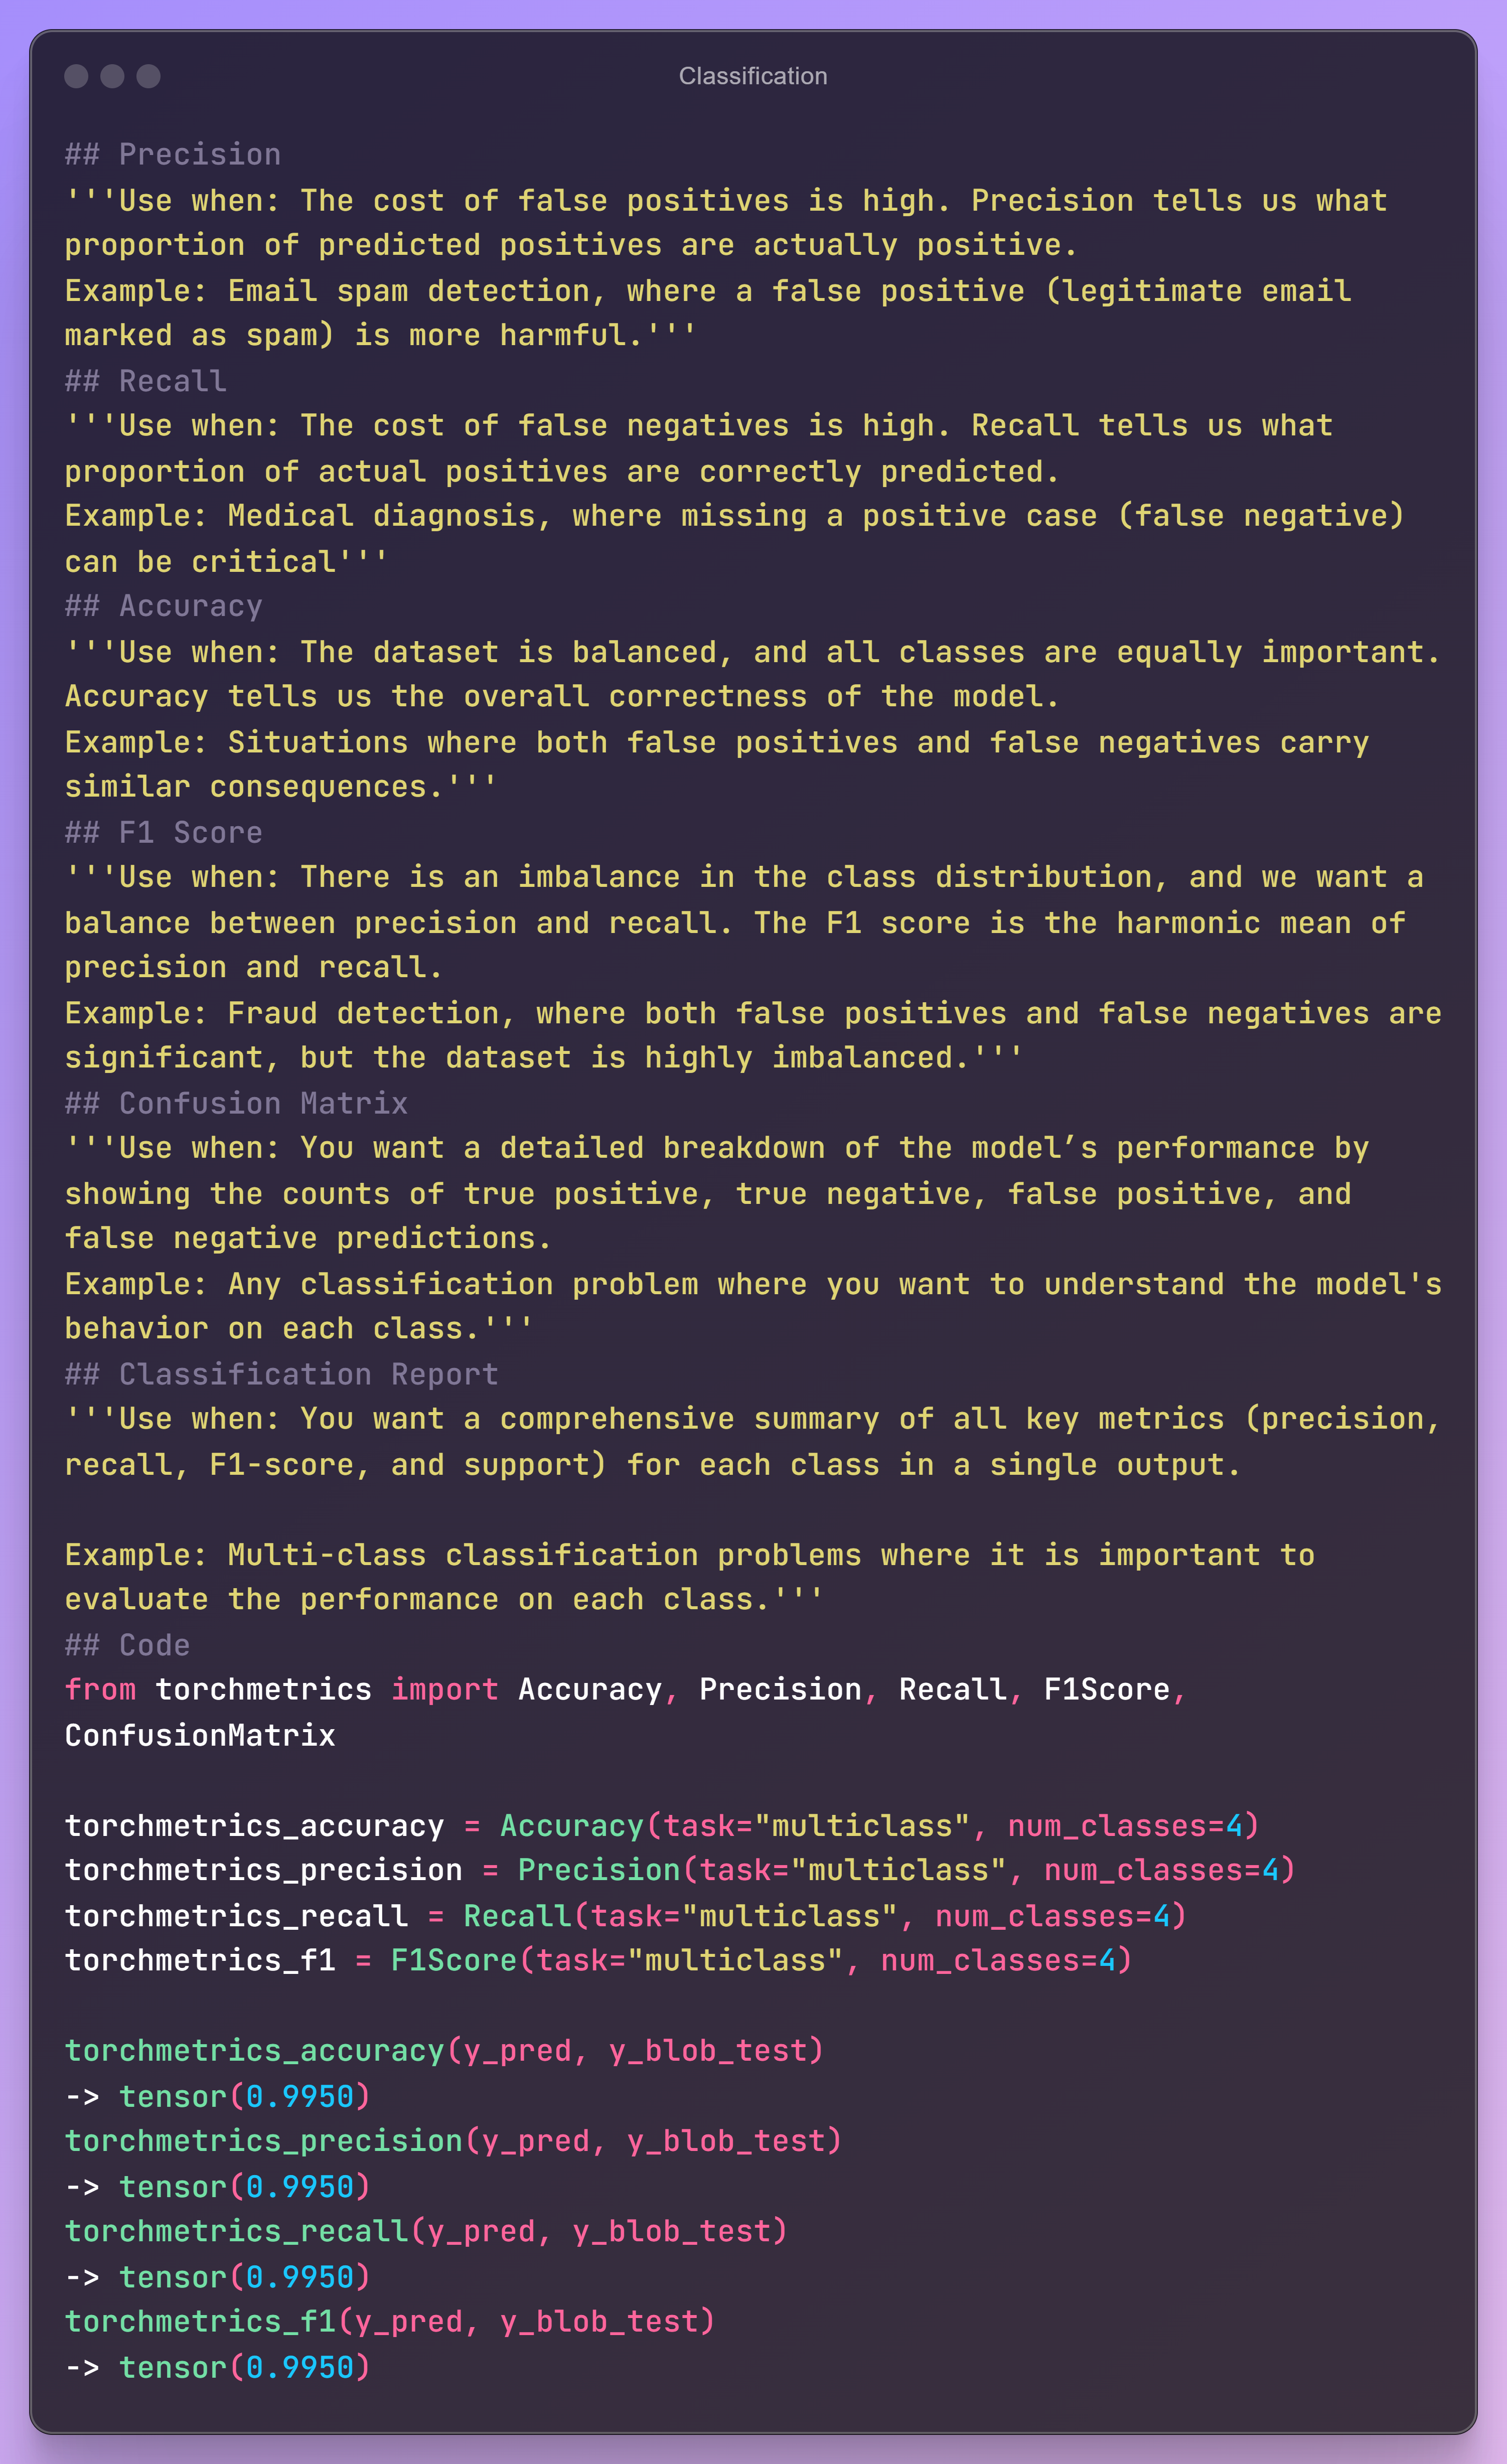 Classification
## Precision
'''Use when: The cost of false positives is high. Precision tells us what
proportion of predicted positives are actually positive.
Example: Email spam detection, where a false positive (legitimate email
marked as spam) is more harmful.'''
## Recall
'''Use when: The cost of false negatives is high. Recall tells us what
proportion of actual positives are correctly predicted.
Example: Medical diagnosis, where missing a positive case (false negative)
can be critical'''
## Accuracy
'''Use when: The dataset is balanced, and all classes are equally important.
Accuracy tells us the overall correctness of the model.
Example: Situations where both false positives and false negatives carry
similar consequences.'''
## F1 Score
'''Use when: There is an imbalance in the class distribution, and we want a
balance between precision and recall. The F1 score is the harmonic mean of
precision and recall.
Example: Fraud detection, where both false positives and false negatives are
significant, but the dataset is highly imbalanced.'''
## Confusion Matrix
'''Use when: You want a detailed breakdown of the model’s performance by
showing the counts of true positive, true negative, false positive, and
false negative predictions.
Example: Any classification problem where you want to understand the model's
behavior on each class.'''
## Classification Report
'''Use when: You want a comprehensive summary of all key metrics (precision,
recall, F1-score, and support) for each class in a single output.
Example: Multi-class classification problems where it is important to
evaluate the performance on each class.'''
## Code
from torchmetrics import Accuracy, Precision, Recall, F1Score,
ConfusionMatrix
torchmetrics_accuracy = Accuracy(task="multiclass", num_classes=4)
torchmetrics_precision = Precision(task="multiclass", num_classes=4)
torchmetrics_recall = Recall(task="multiclass", num_classes=4)
torchmetrics_f1 = F1Score(task="multiclass", num_classes=4)
torchmetrics_accuracy(y_pred, y_blob_test)
-> tensor(0.9950)
torchmetrics_precision(y_pred, y_blob_test)
-> tensor(0.9950)
torchmetrics_recall(y_pred, y_blob_test)
-> tensor(0.9950)
torchmetrics_f1(y_pred, y_blob_test)
-> tensor(0.9950)